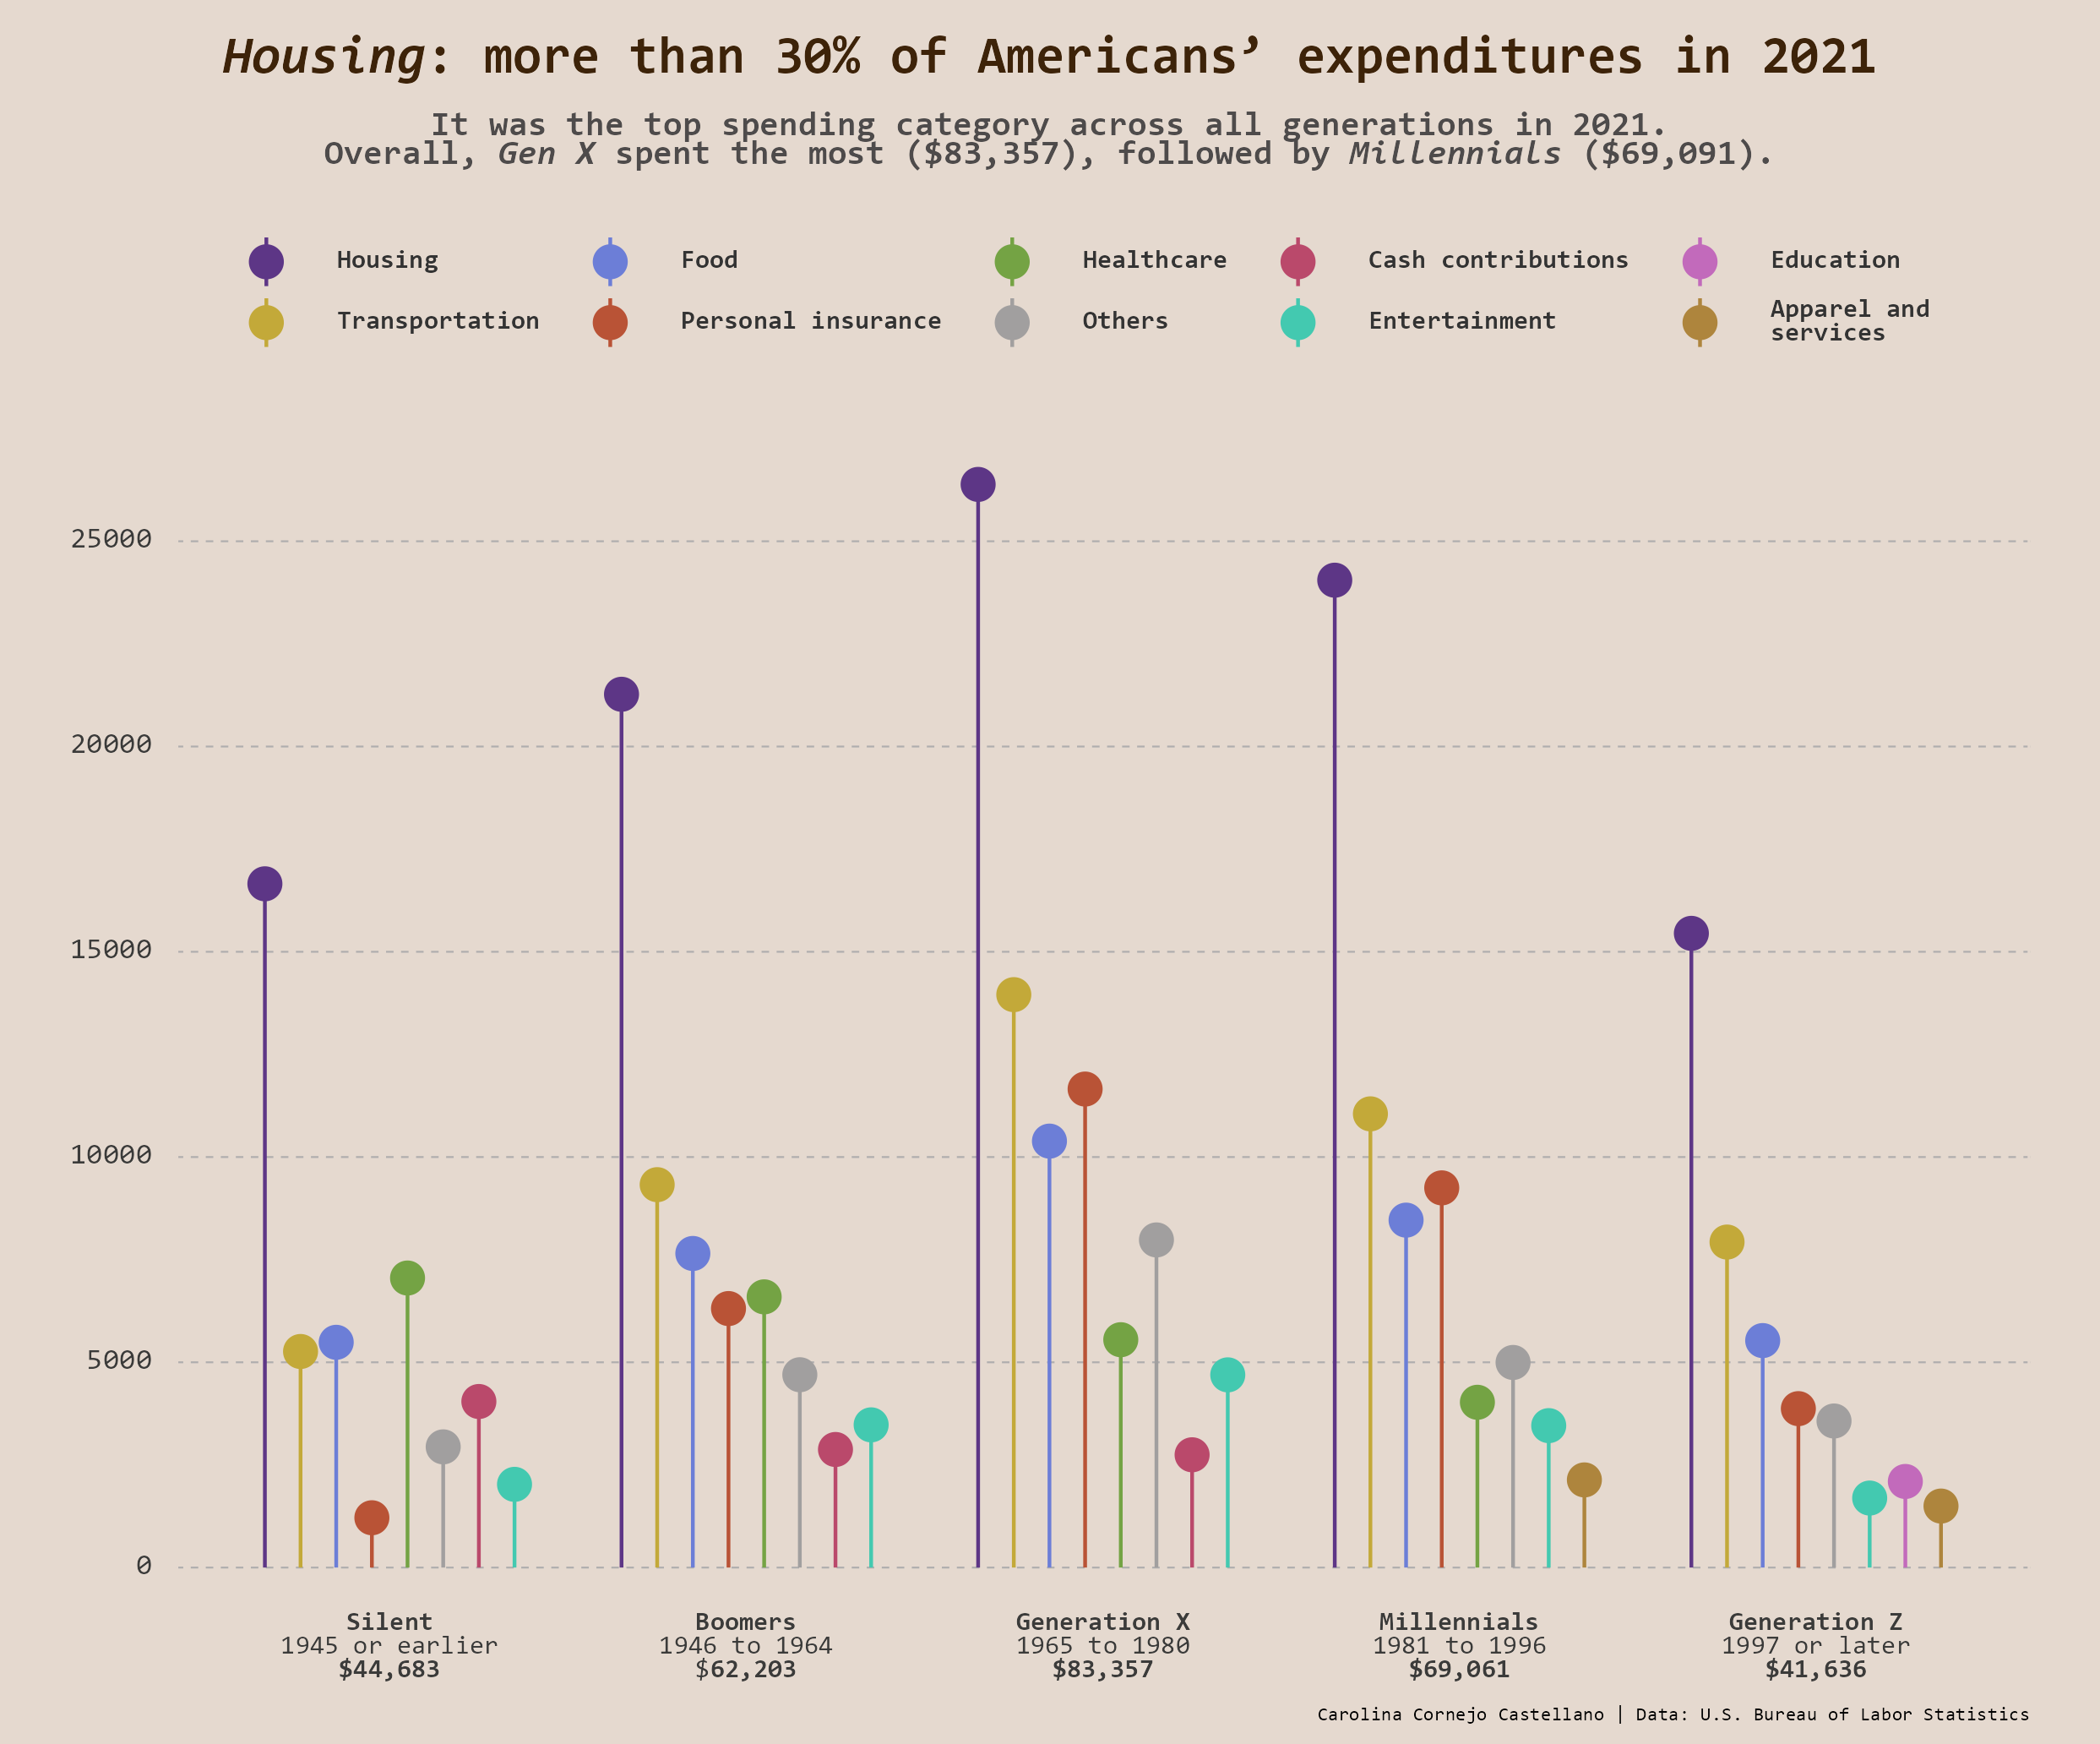 Housing: more than 30% of Americans’ expenditures in 2021
It was the top spending category across all generations in 2021.
Overall, Gen X spent the most ($83,357), followed by Millennials ($69,091).
Housing
Food
Healthcare
Cash contributions
Education
Transportation
Personal insurance
Others
Entertainment
Apparel and
services
25000
20000
15000
10000
5000
0
Silent
1945 or earlier
$44,683
Boomers
1946 to 1964
$62,203
Generation X
1965 to 1980
$83,357
Millennials
1981 to 1996
$69,061
Generation Z
1997 or later
$41,636
Carolina Cornejo Castellano | Data: U.S. Bureau of Labor Statistics